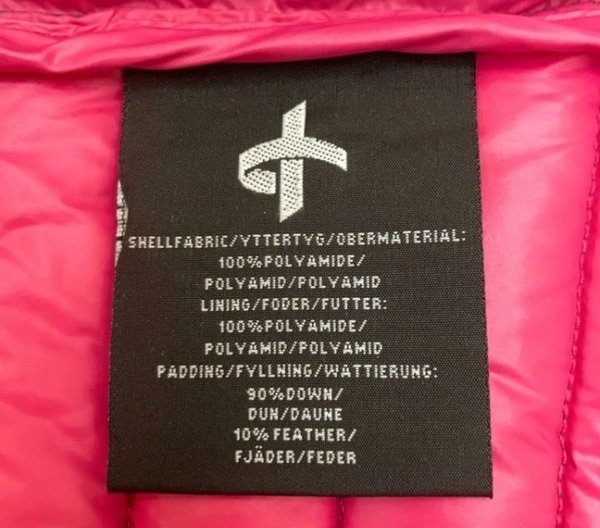 SHELLFABRIC/YTTERTYG/OBERMATERIAL:
100%POLYAMIDE/
POLYAMID/POLYAMID
LINING/FODER/FUTTER:
100%POLYAMIDE/
POLYAMID/POLYAMID
PADDING/FYLLNING/WATTIERUNG:
90%DOWN/
DUN/DAUNE
10%FEATHER/
FJÄDER/FEDER